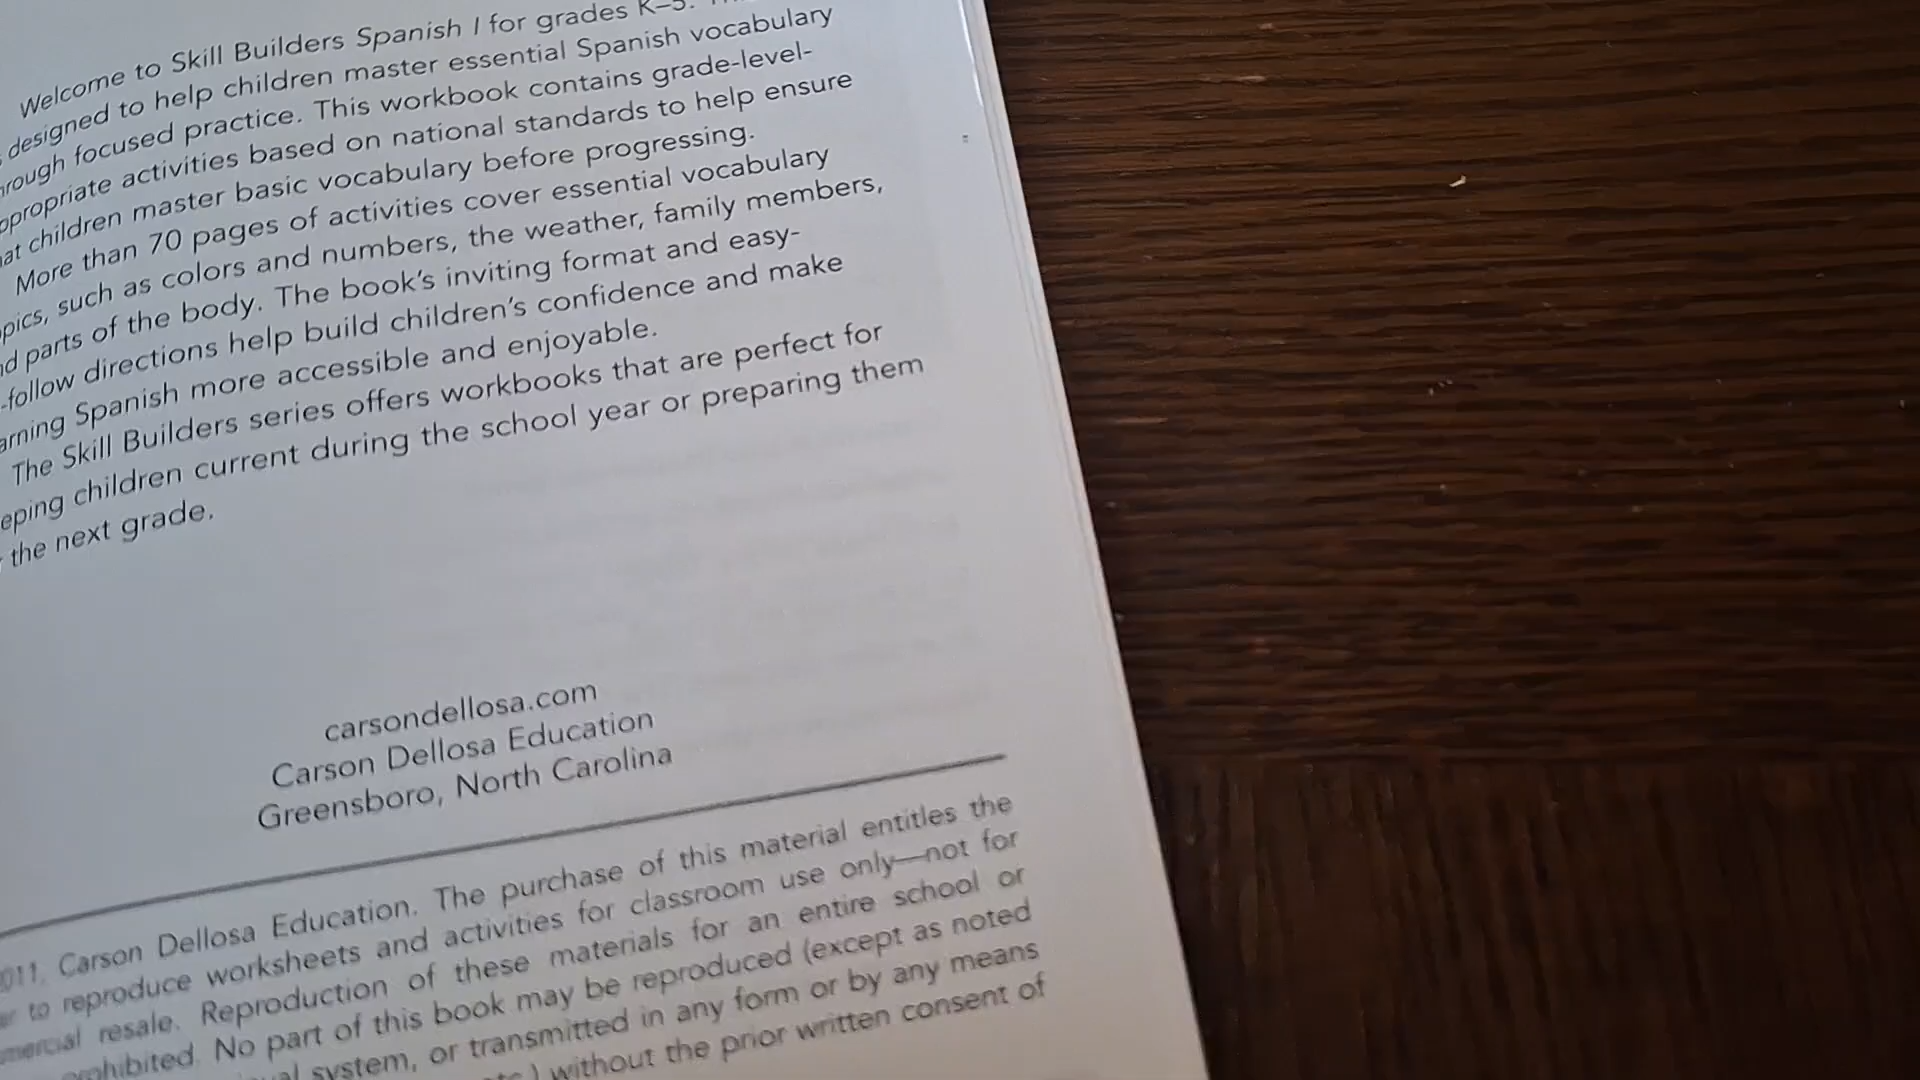 Welcome to Skill Builders Spanish I for grades K–5.
designed to help children master essential Spanish vocabulary
rough focused practice. This workbook contains grade-level-
ppropriate activities based on national standards to help ensure
at children master basic vocabulary before progressing.
More than 70 pages of activities cover essential vocabulary
pics, such as colors and numbers, the weather, family members,
d parts of the body. The book's inviting format and easy-
-follow directions help build children's confidence and make
arning Spanish more accessible and enjoyable.
The Skill Builders series offers workbooks that are perfect for
eping children current during the school year or preparing them
the next grade.
carsondellosa.com
Carson Dellosa Education
Greensboro, North Carolina
011, Carson Dellosa Education. The purchase of this material entitles the
to reproduce worksheets and activities for classroom use only—not for
mercial resale. Reproduction of these materials for an entire school or
ohibited. No part of this book may be reproduced (except as noted
al system, or transmitted in any form or by any means
etc.) without the prior written consent of